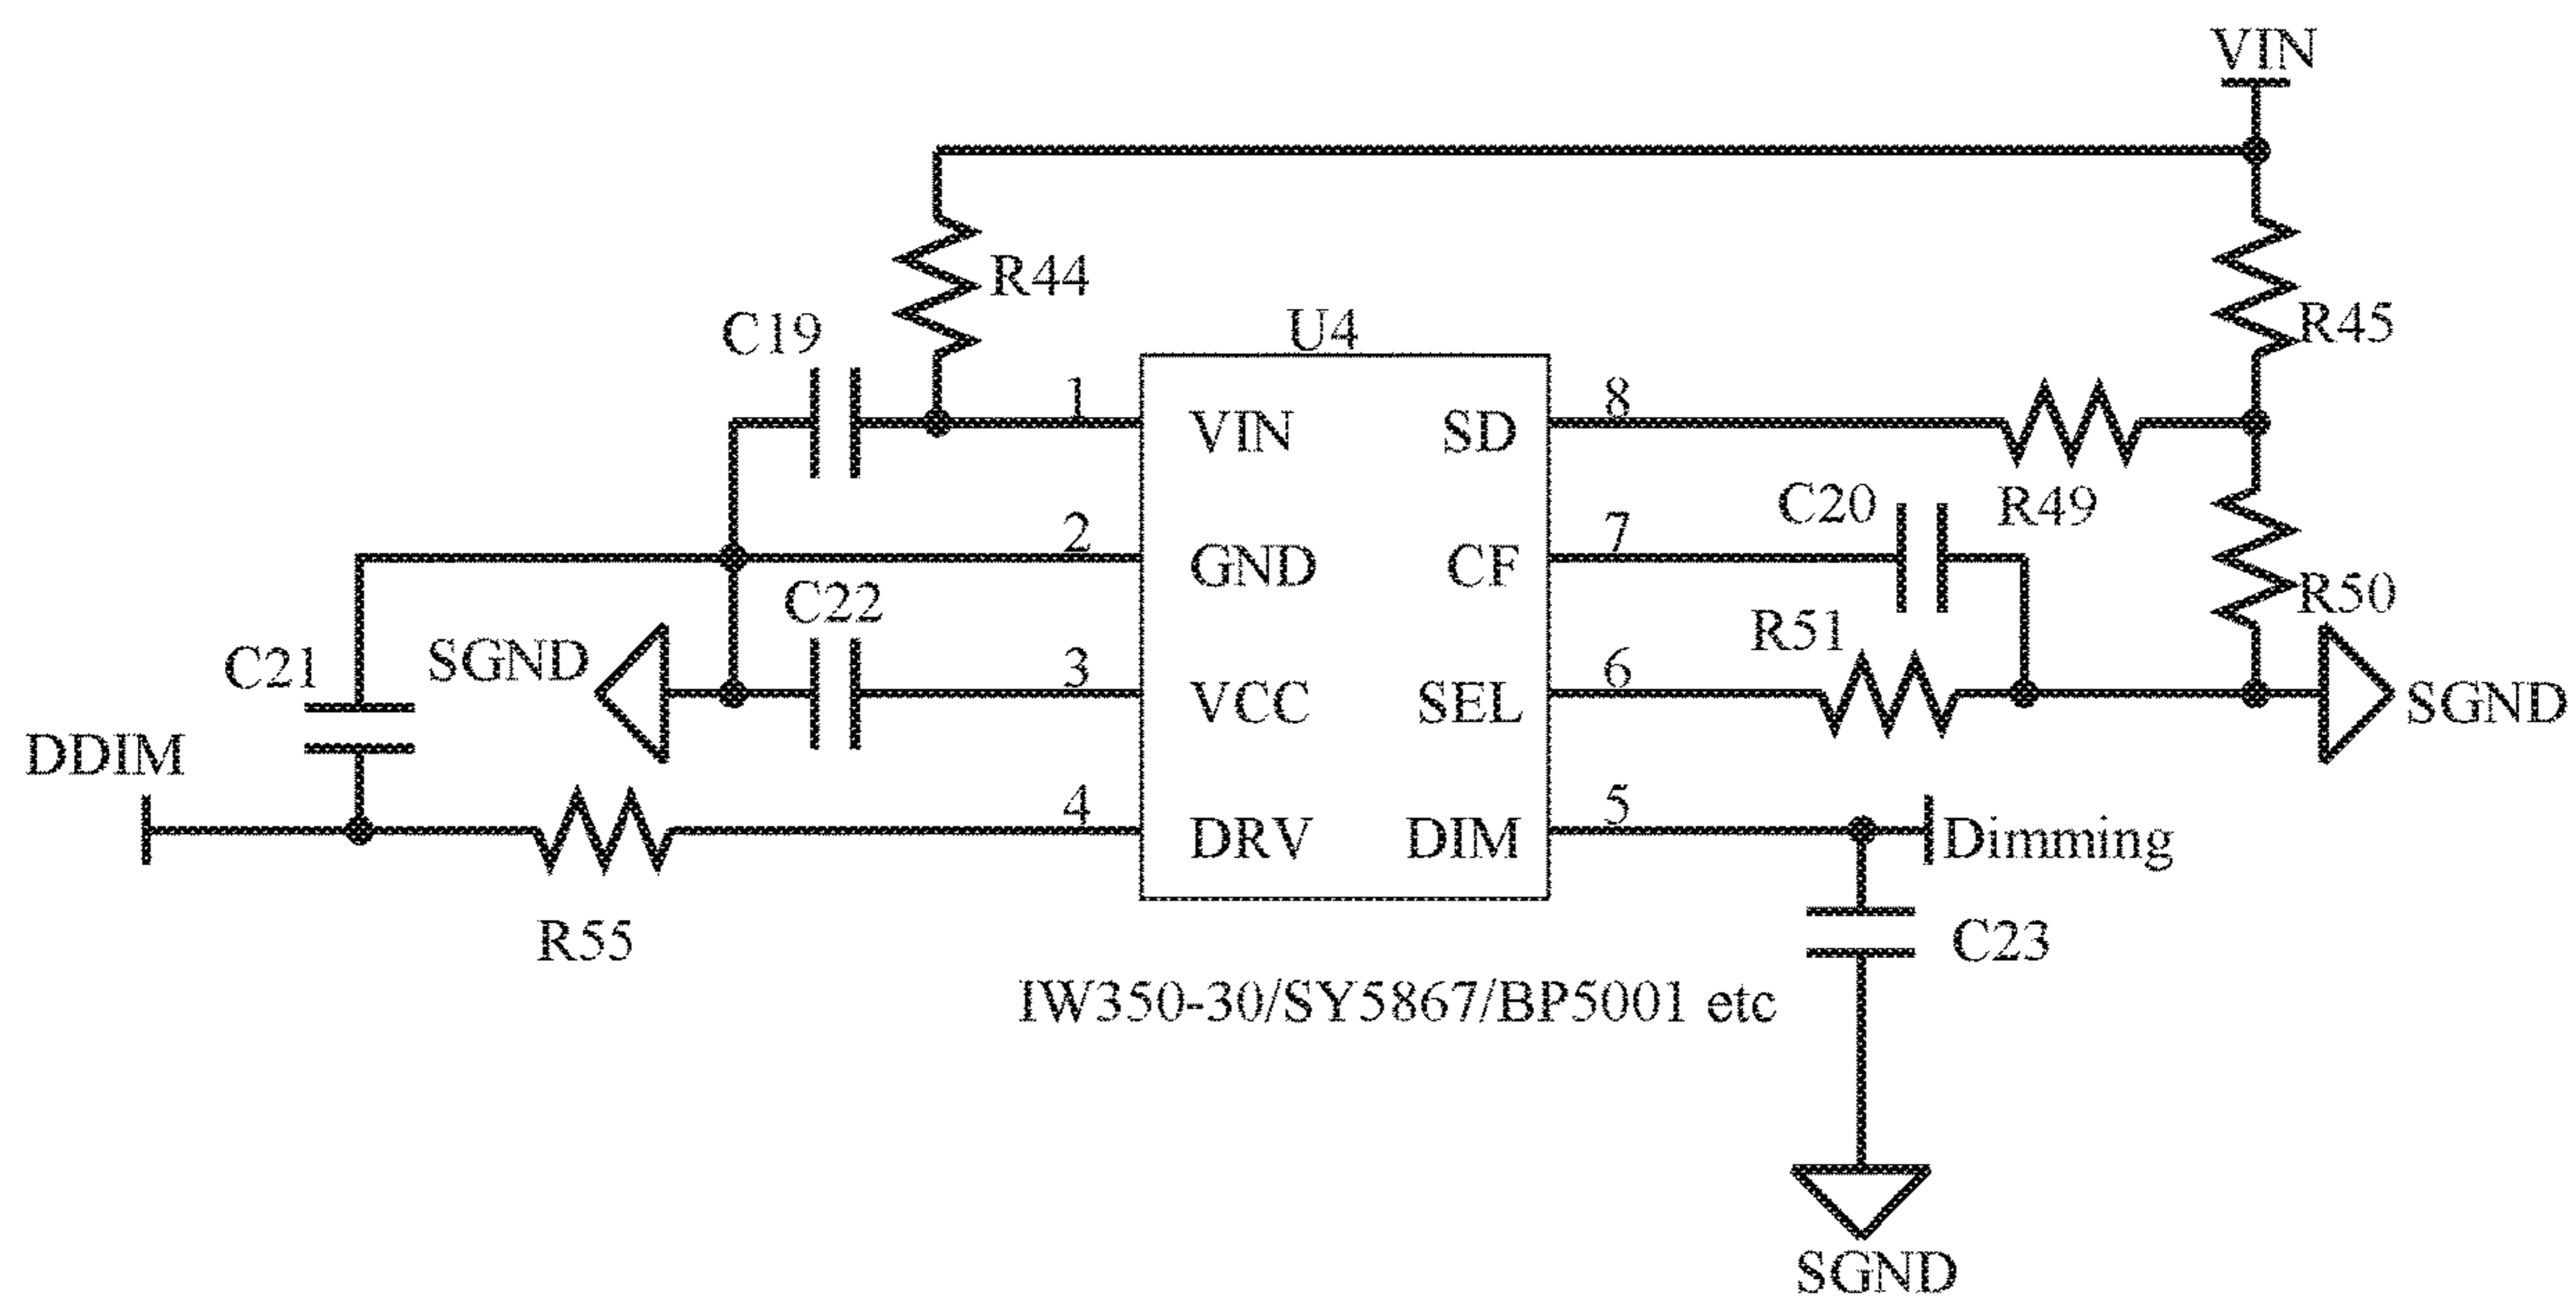 VIN
R44
C19
U4
R45
1
VIN
SD
8
2
GND
CF
7
C20
R49
C22
R51
R50
C21
SGND
3
VCC
SEL
6
SGND
DDIM
4
DRV
DIM
5
Dimming
R55
C23
IW350-30/SY5867/BP5001 etc
SGND